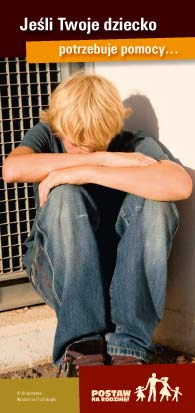 Jeśli Twoje dziecko
potrzebuje pomocy...
POSTAW
NA RODZINĘ!